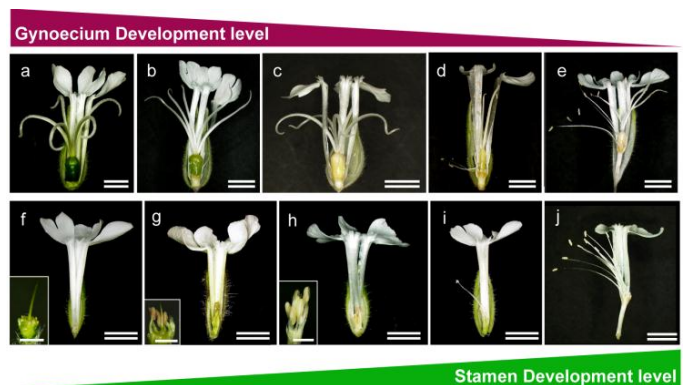 Gynoecium Development level
a b c d e
f g h i j
Stamen Development level